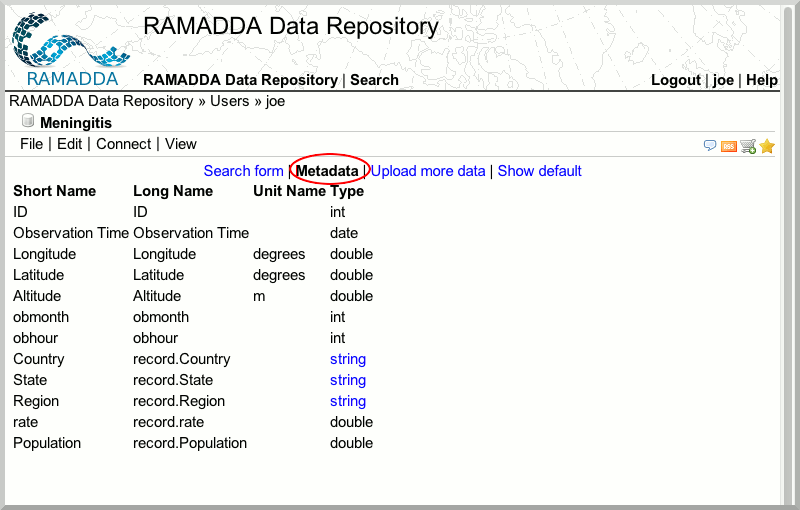 RAMADDA Data Repository
RAMADDA
RAMADDA Data Repository | Search
Logout | joe | Help
RAMADDA Data Repository » Users » joe
Meningitis
File | Edit | Connect | View
RSS
Search form | Metadata | Upload more data | Show default
Short Name Long Name Unit Name Type
ID ID int
Observation Time Observation Time date
Longitude Longitude degrees double
Latitude Latitude degrees double
Altitude Altitude m double
obmonth obmonth int
obhour obhour int
Country record.Country string
State record.State string
Region record.Region string
rate record.rate double
Population record.Population double